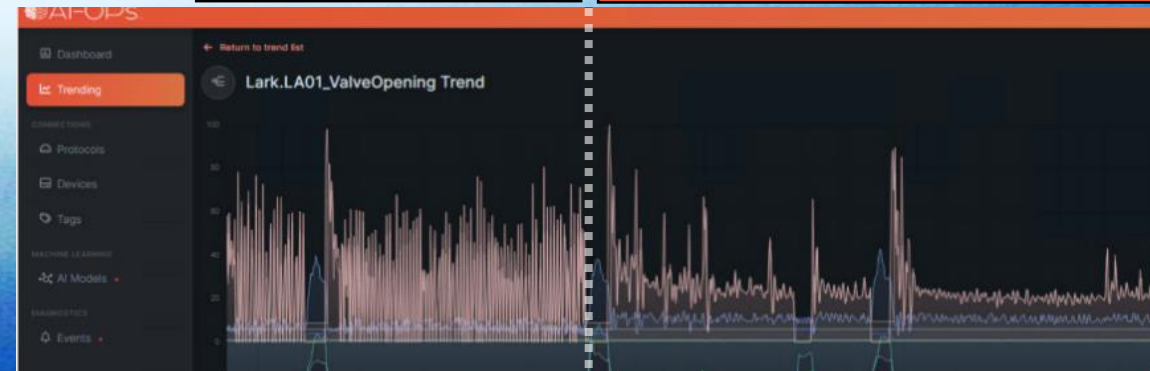 AI-OPs
Dashboard
← Return to trend list
Trending
Lark.LA01_ValveOpening Trend
CONNECTIONS
Protocols
Devices
Tags
MACHINE LEARNING
AI Models
DIAGNOSTICS
Events
100
80
60
40
20
0